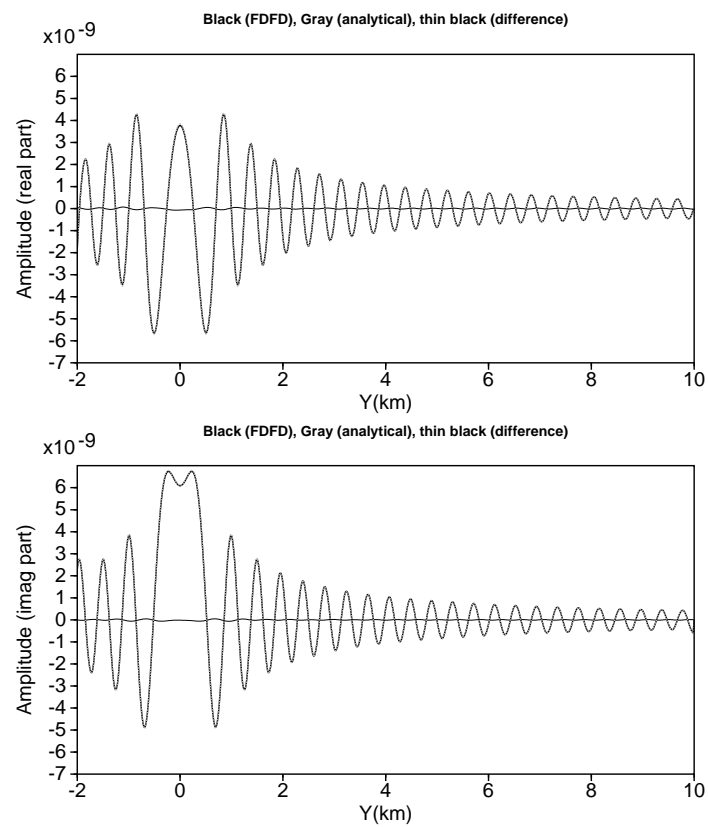 Black (FDFD), Gray (analytical), thin black (difference)
x10 -9
6
5
4
3
2
1
0
-1
-2
-3
-4
-5
-6
-7
Amplitude (real part)
-2 0 2 4 6 8 10
Y(km)
Black (FDFD), Gray (analytical), thin black (difference)
x10 -9
6
5
4
3
2
1
0
-1
-2
-3
-4
-5
-6
-7
Amplitude (imag part)
-2 0 2 4 6 8 10
Y(km)